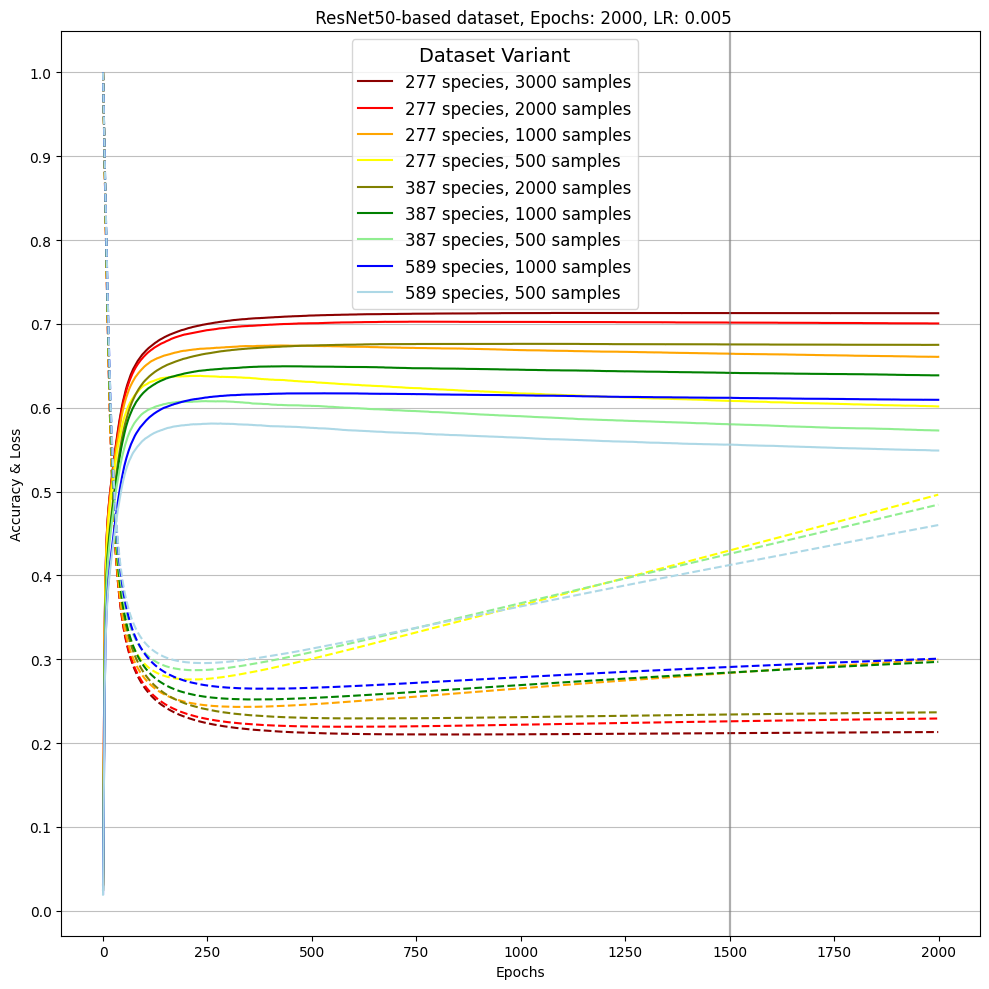 ResNet50-based dataset, Epochs: 2000, LR: 0.005
Dataset Variant
277 species, 3000 samples
277 species, 2000 samples
277 species, 1000 samples
277 species, 500 samples
387 species, 2000 samples
387 species, 1000 samples
387 species, 500 samples
589 species, 1000 samples
589 species, 500 samples
Accuracy & Loss
1.0
0.9
0.8
0.7
0.6
0.5
0.4
0.3
0.2
0.1
0.0
0 250 500 750 1000 1250 1500 1750 2000
Epochs